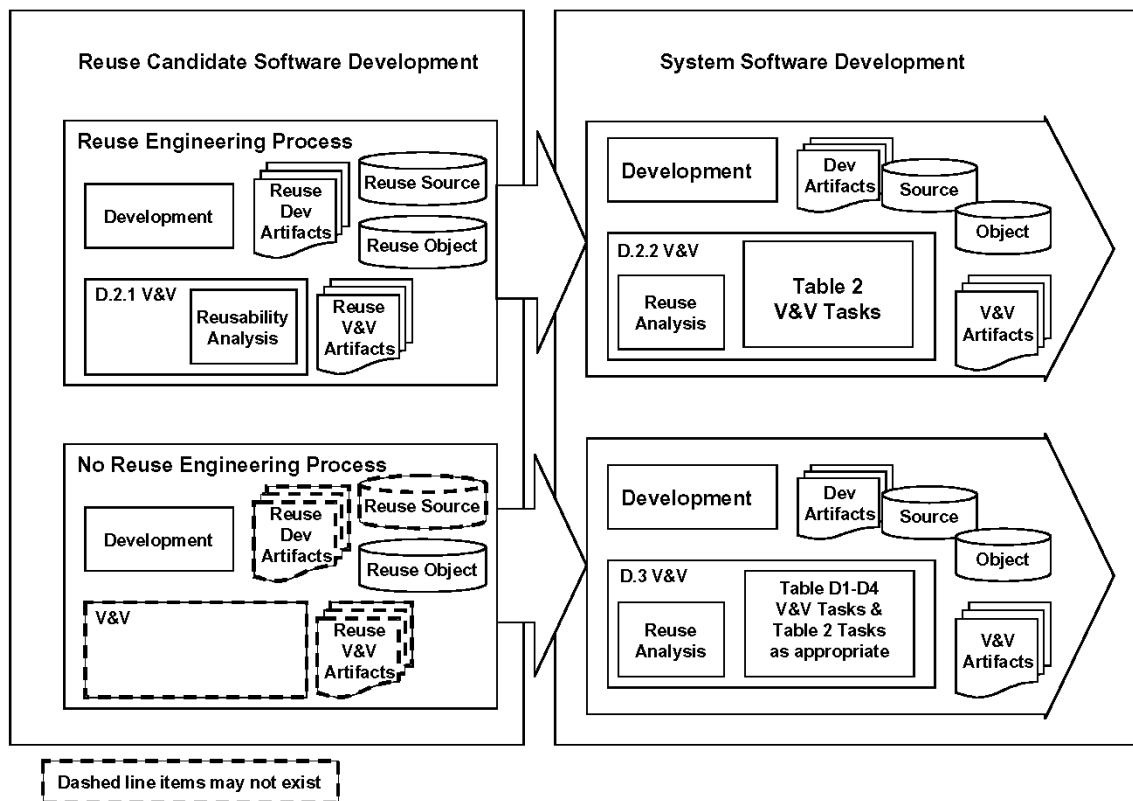 Reuse Candidate Software Development
System Software Development
Reuse Engineering Process
Development
Reuse
Dev
Artifacts
Reuse Source
Reuse Object
D.2.1 V&V
Reusability
Analysis
Reuse
V&V
Artifacts
Development
Dev
Artifacts
Source
Object
D.2.2 V&V
Reuse
Analysis
Table 2
V&V Tasks
V&V
Artifacts
No Reuse Engineering Process
Development
Reuse
Dev
Artifacts
Reuse Source
Reuse Object
V&V
Reuse
V&V
Artifacts
Development
Dev
Artifacts
Source
Object
D.3 V&V
Reuse
Analysis
Table D1-D4
V&V Tasks &
Table 2 Tasks
as appropriate
V&V
Artifacts
Dashed line items may not exist